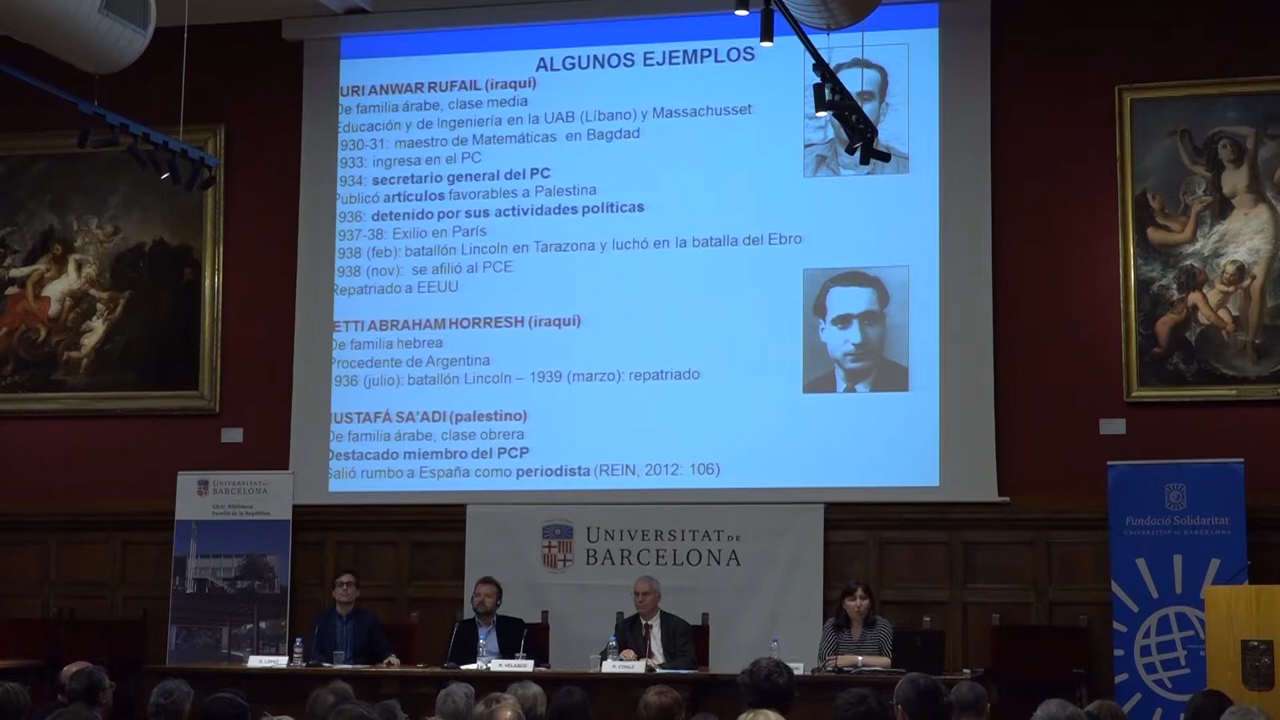 ALGUNOS EJEMPLOS
URI ANWAR RUFAIL (iraquí)
De familia árabe, clase media
Educación y de Ingeniería en la UAB (Líbano) y Massachusset
930-31: maestro de Matemáticas en Bagdad
933: ingresa en el PC
934: secretario general del PC
Publicó artículos favorables a Palestina
936: detenido por sus actividades políticas
937-38: Exilio en París
938 (feb): batallón Lincoln en Tarazona y luchó en la batalla del Ebro
938 (nov): se afilió al PCE
Repatriado a EEUU
ETTI ABRAHAM HORRESH (iraquí)
De familia hebrea
Procedente de Argentina
936 (julio): batallón Lincoln – 1939 (marzo): repatriado
USTAFÁ SA'ADI (palestino)
De familia árabe, clase obrera
Destacado miembro del PCP
Salió rumbo a España como periodista (REIN, 2012: 106)
UNIVERSITAT DE
BARCELONA
CRAI Biblioteca
Pavelló de la República
UNIVERSITAT DE
BARCELONA
Fundació Solidaritat
UNIVERSITAT DE BARCELONA
R. VELASCO